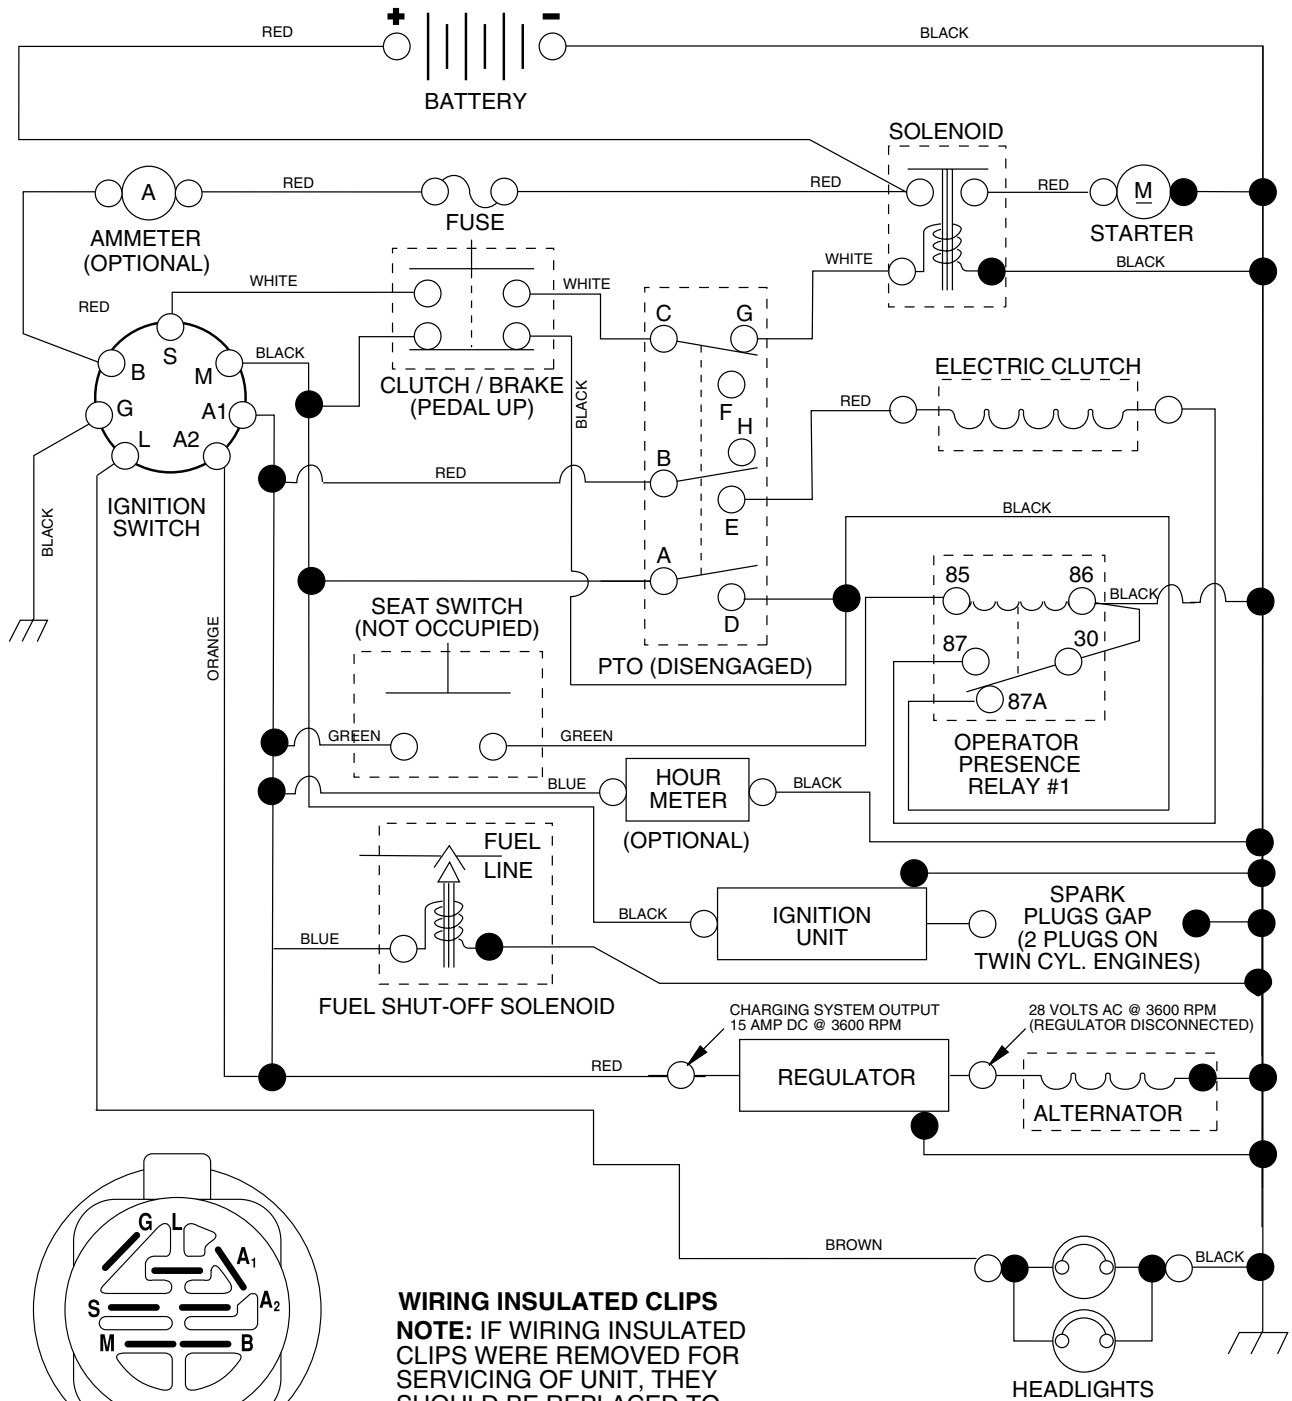 + -
RED
BLACK
BATTERY
SOLENOID
A
RED
RED
RED
M
FUSE
AMMETER
(OPTIONAL)
STARTER
WHITE
WHITE
WHITE
BLACK
RED
S
B
M
BLACK
C
G
G
A1
L
A2
CLUTCH / BRAKE
(PEDAL UP)
BLACK
F
H
ELECTRIC CLUTCH
RED
B
RED
E
IGNITION
SWITCH
BLACK
BLACK
A
D
85
86
BLACK
87
30
87A
ORANGE
SEAT SWITCH
(NOT OCCUPIED)
PTO (DISENGAGED)
GREEN
GREEN
OPERATOR
PRESENCE
RELAY #1
BLUE
HOUR
METER
BLACK
(OPTIONAL)
FUEL
LINE
BLACK
IGNITION
UNIT
SPARK
PLUGS GAP
(2 PLUGS ON
TWIN CYL. ENGINES)
BLUE
FUEL SHUT-OFF SOLENOID
CHARGING SYSTEM OUTPUT
15 AMP DC @ 3600 RPM
28 VOLTS AC @ 3600 RPM
(REGULATOR DISCONNECTED)
RED
REGULATOR
ALTERNATOR
BROWN
BLACK
HEADLIGHTS
G L
A1
S
A2
M
B
WIRING INSULATED CLIPS
NOTE: IF WIRING INSULATED
CLIPS WERE REMOVED FOR
SERVICING OF UNIT, THEY
SHOULD BE REPLACED TO